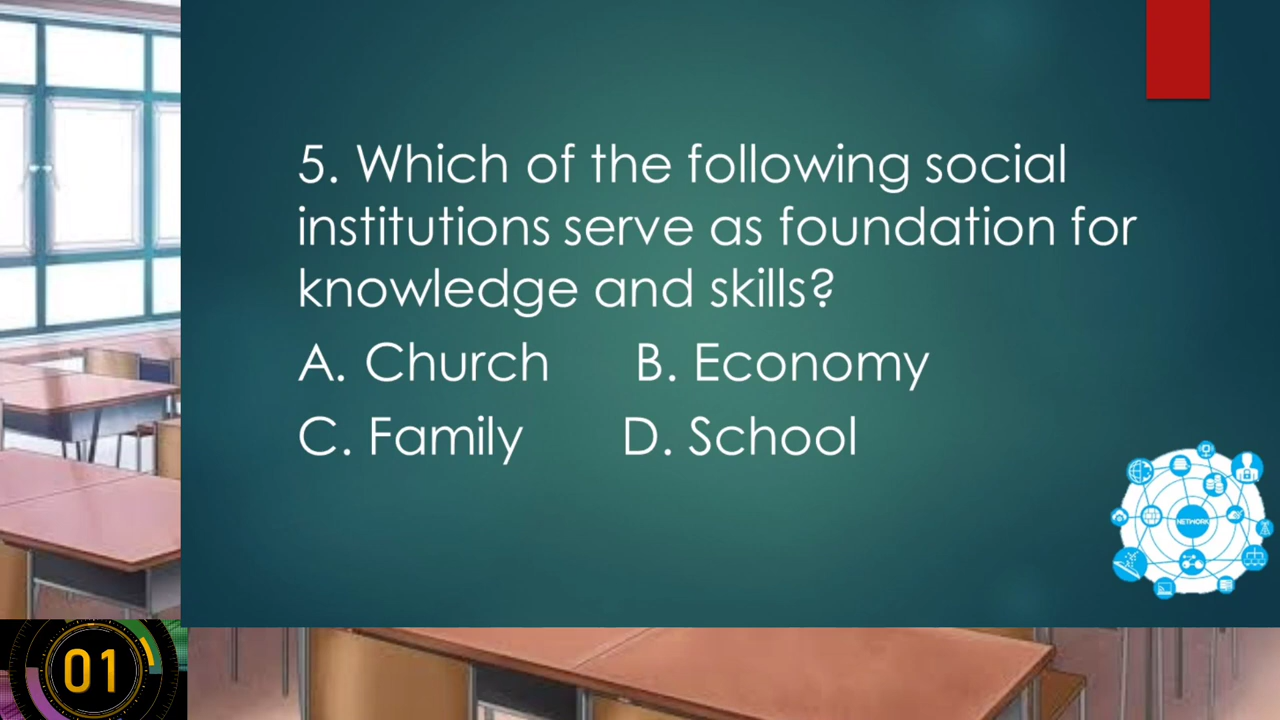 5. Which of the following social
institutions serve as foundation for
knowledge and skills?
A. Church B. Economy
C. Family D. School
NETWORK
01